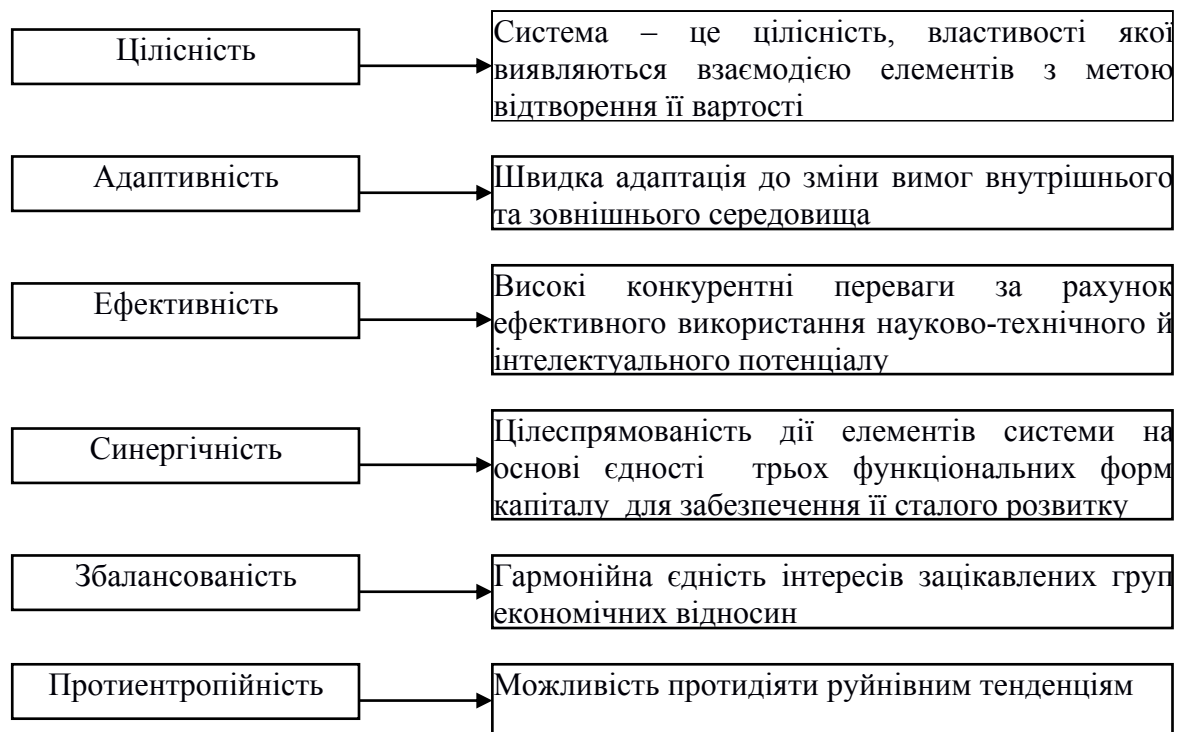 Цілісність
Система – це цілісність, властивості якої
виявляються взаємодією елементів з метою
відтворення її вартості
Адаптивність
Швидка адаптація до зміни вимог внутрішнього
та зовнішнього середовища
Ефективність
Високі конкурентні переваги за рахунок
ефективного використання науково-технічного й
інтелектуального потенціалу
Синергічність
Цілеспрямованість дії елементів системи на
основі єдності трьох функціональних форм
капіталу для забезпечення її сталого розвитку
Збалансованість
Гармонійна єдність інтересів зацікавлених груп
економічних відносин
Протиентропійність
Можливість протидіяти руйнівним тенденціям